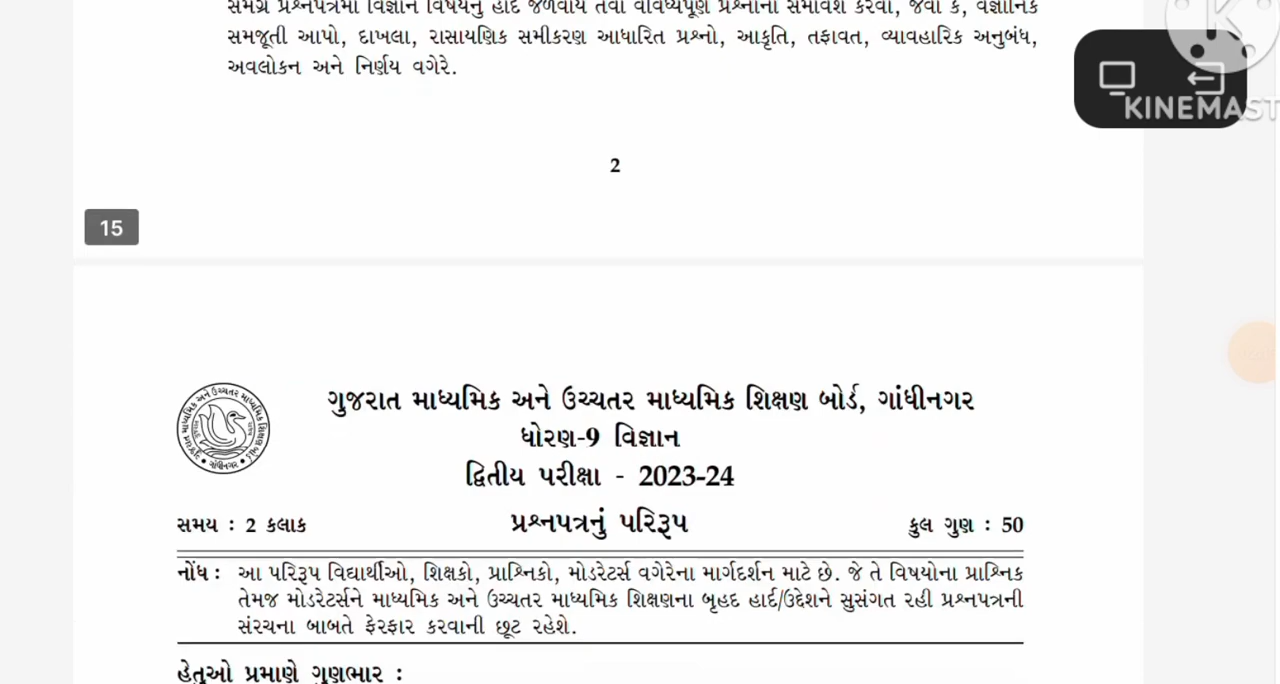 સમગ્ર પ્રશ્નપત્રમાં વિજ્ઞાન વિષયનું હાર્દ જળવાય તેવા વૈવિધ્યપૂર્ણ પ્રશ્નોનો સમાવેશ કરવો, જેવા કે, વૈજ્ઞાનિક
સમજૂતી આપો, દાખલા, રાસાયણિક સમીકરણ આધારિત પ્રશ્નો, આકૃતિ, તફાવત, વ્યાવહારિક અનુબંધ,
અવલોકન અને નિર્ણય વગેરે.
KINEMAST
2
15
ગુજરાત માધ્યમિક અને ઉચ્ચતર માધ્યમિક શિક્ષણ બોર્ડ, ગાંધીનગર
ધોરણ-9 વિજ્ઞાન
દ્વિતીય પરીક્ષા - 2023-24
સમય : 2 કલાક પ્રશ્નપત્રનું પરિરૂપ કુલ ગુણ : 50
નોંધ : આ પરિરૂપ વિદ્યાર્થીઓ, શિક્ષકો, પ્રાશ્નિકો, મોડરેટર્સ વગેરેના માર્ગદર્શન માટે છે. જે તે વિષયોના પ્રાશ્નિક
તેમજ મોડરેટર્સને માધ્યમિક અને ઉચ્ચતર માધ્યમિક શિક્ષણના બૃહદ હાર્દ/ઉદ્દેશને સુસંગત રહી પ્રશ્નપત્રની
સંરચના બાબતે ફેરફાર કરવાની છૂટ રહેશે.
હેતુઓ પ્રમાણે ગુણભાર :